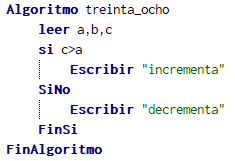 Algoritmo treinta_ocho
leer a,b,c
si c>a
Escribir "incrementa"
SiNo
Escribir "decrementa"
FinSi
FinAlgoritmo